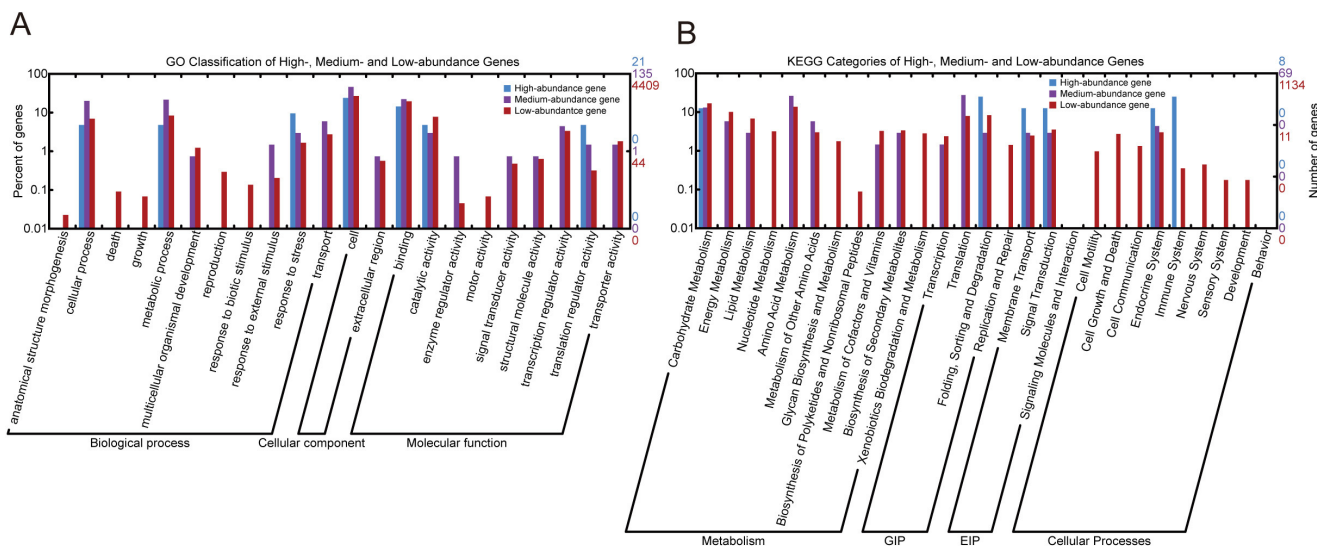 A
GO Classification of High-, Medium- and Low-abundance Genes
21
135
4409
100
10
1
0.1
0.01
Percent of genes
High-abundance gene
Medium-abundance gene
Low-abundantce gene
0
1
44
0
0
0
anatomical structure morphogenesis
cellular process
death
growth
metabolic process
multicellular organismal development
reproduction
response to biotic stimulus
response to external stimulus
response to stress
transport
cell
extracellular region
binding
catalytic activity
enzyme regulator activity
motor activity
signal transducer activity
structural molecule activity
transcription regulator activity
translation regulator activity
transporter activity
Biological process
Cellular component
Molecular function
B
KEGG Categories of High-, Medium- and Low-abundance Genes
8
69
1134
100
10
1
0.1
0.01
High-abundance gene
Medium-abundance gene
Low-abundance gene
0
11
0
0
0
0
0
0
Number of genes
Carbohydrate Metabolism
Energy Metabolism
Lipid Metabolism
Nucleotide Metabolism
Amino Acid Metabolism
Metabolism of Other Amino Acids
Glycan Biosynthesis and Metabolism
Biosynthesis of Polyketides and Nonribosomal Peptides
Metabolism of Cofactors and Vitamins
Biosynthesis of Secondary Metabolites
Xenobiotics Biodegradation and Metabolism
Transcription
Translation
Folding, Sorting and Degradation
Replication and Repair
Membrane Transport
Signal Transduction
Signaling Molecules and Interaction
Cell Motility
Cell Growth and Death
Cell Communication
Endocrine System
Immune System
Nervous System
Sensory System
Development
Behavior
Metabolism
GIP
EIP
Cellular Processes